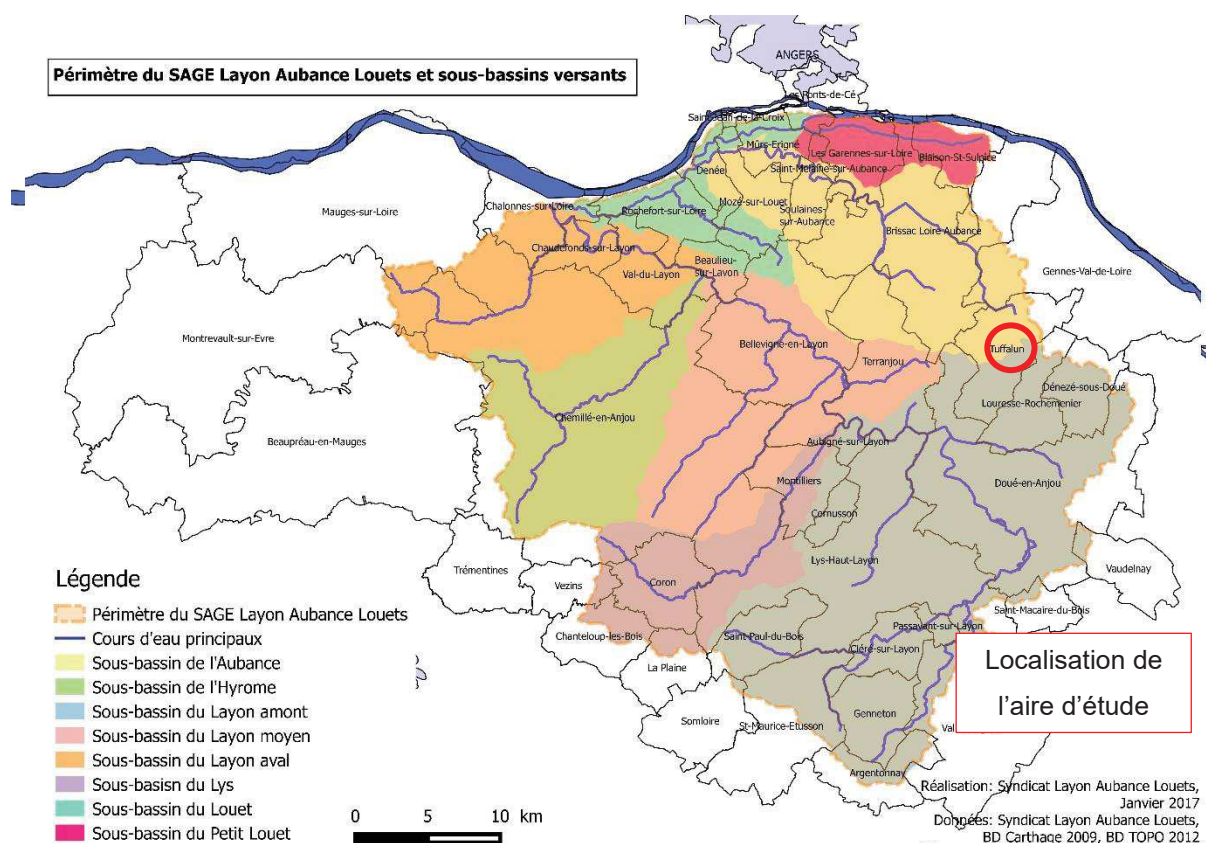 Périmètre du SAGE Layon Aubance Louets et sous-bassins versants
ANGERS
Les Ponts-de-Cé
Saint-Jean-de-la-Croix
Mûrs-Erigné
Les Garennes-sur-Loire
Blaison-St-Sulpice
Saint-Melaine-sur-Aubance
Denée
Mauges-sur-Loire
Chalonnes-sur-Loire
Rochefort-sur-Loire
Mozé-sur-Louet
Soulaines-
sur-Aubance
Brissac Loire Aubance
Chaudefonds-sur-Layon
Val-du-Layon
Beaulieu-
sur-Layon
Gennes-Val-de-Loire
Montrevault-sur-Evre
Bellevigne-en-Layon
Terranjou
Tuffalun
Dénezé-sous-Doué
Louresse-Rochemenier
Chemillé-en-Anjou
Beaupréau-en-Mauges
Aubigné-sur-Layon
Montilliers
Doué-en-Anjou
Cernusson
Trémentines
Vezins
Coron
Lys-Haut-Layon
Vaudelnay
Saint-Macaire-du-Bois
Chanteloup-les-Bois
Saint-Paul-du-Bois
Passavant-sur-Layon
Cléré-sur-Layon
La Plaine
Somloire
St-Maurice-Etusson
Genneton
Val
Argentonnay
Localisation de
l'aire d'étude
Légende
Périmètre du SAGE Layon Aubance Louets
Cours d'eau principaux
Sous-bassin de l'Aubance
Sous-bassin de l'Hyrome
Sous-bassin du Layon amont
Sous-bassin du Layon moyen
Sous-bassin du Layon aval
Sous-basisn du Lys
Sous-bassin du Louet
Sous-bassin du Petit Louet
0 5 10 km
Réalisation: Syndicat Layon Aubance Louets,
Janvier 2017
Données: Syndicat Layon Aubance Louets,
BD Carthage 2009, BD TOPO 2012